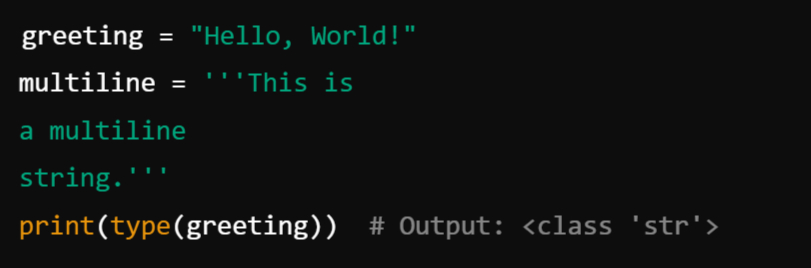 greeting = "Hello, World!"
multiline = '''This is
a multiline
string.'''
print(type(greeting))  # Output: <class 'str'>